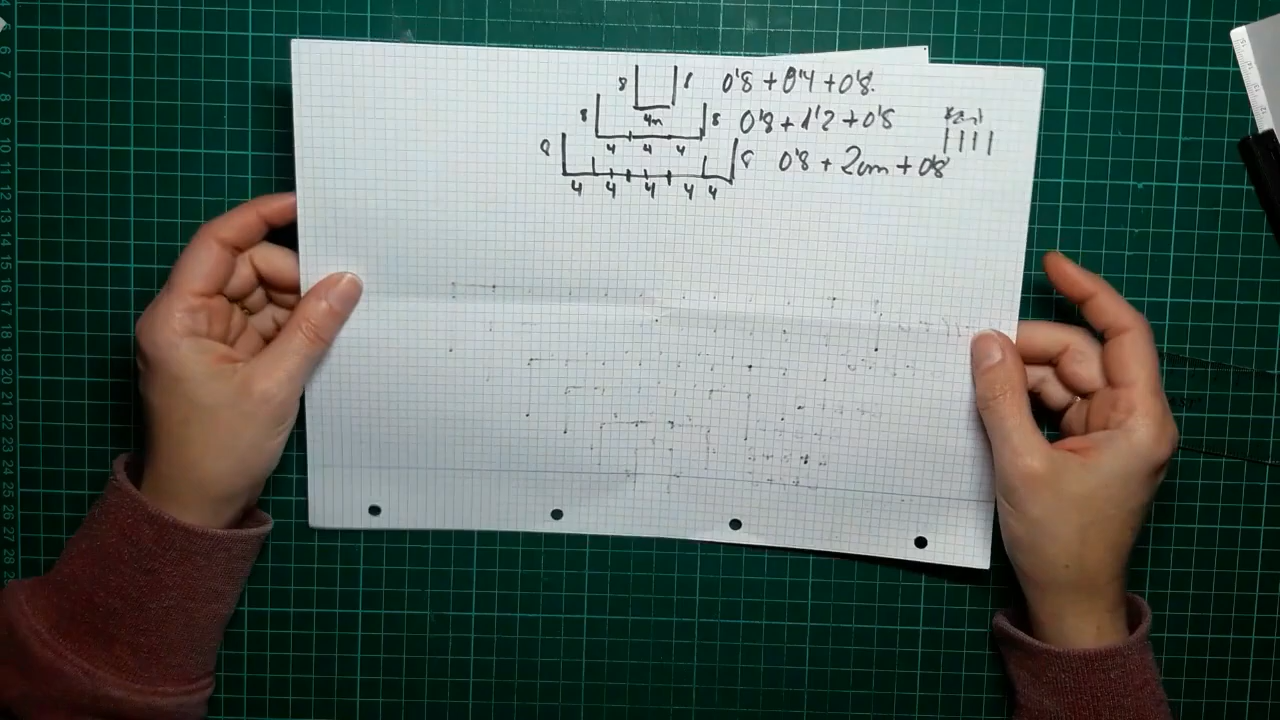 8 8 0'8 + 0'4 + 0'8.
4m
8 8 0'8 + 1'2 + 0'8
4 4 4
8 8 0'8 + 2cm + 0'8
4 4 4 4 4